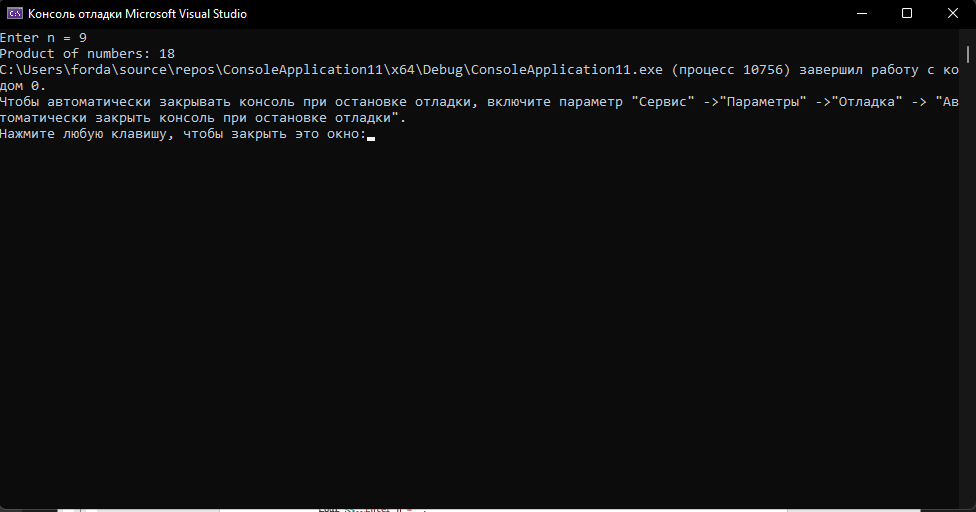 Консоль отладки Microsoft Visual Studio
Enter n = 9
Product of numbers: 18
C:\Users\forda\source\repos\ConsoleApplication11\x64\Debug\ConsoleApplication11.exe (процесс 10756) завершил работу с ко
дом 0.
Чтобы автоматически закрывать консоль при остановке отладки, включите параметр "Сервис" ->"Параметры" ->"Отладка" -> "Ав
томатически закрыть консоль при остановке отладки".
Нажмите любую клавишу, чтобы закрыть это окно: